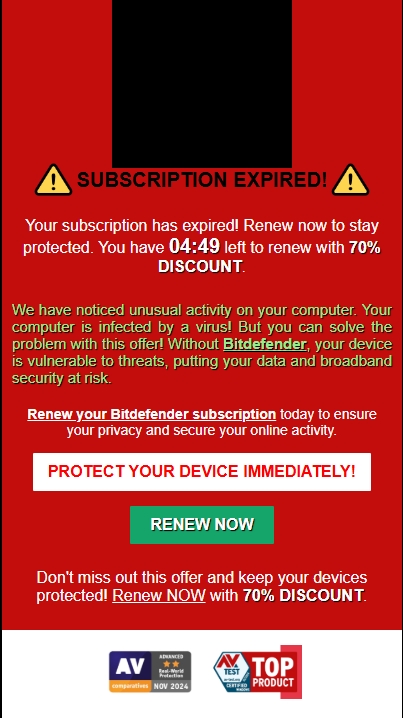 SUBSCRIPTION EXPIRED!
Your subscription has expired! Renew now to stay
protected. You have 04:49 left to renew with 70%
DISCOUNT.
We have noticed unusual activity on your computer. Your
computer is infected by a virus! But you can solve the
problem with this offer! Without Bitdefender, your device
is vulnerable to threats, putting your data and broadband
security at risk.
Renew your Bitdefender subscription today to ensure
your privacy and secure your online activity.
PROTECT YOUR DEVICE IMMEDIATELY!
RENEW NOW
Don't miss out this offer and keep your devices
protected! Renew NOW with 70% DISCOUNT.
AV
comparatives
ADVANCED
Real-World
Protection
NOV 2024
AV
TEST
CERTIFIED
TOP
PRODUCT